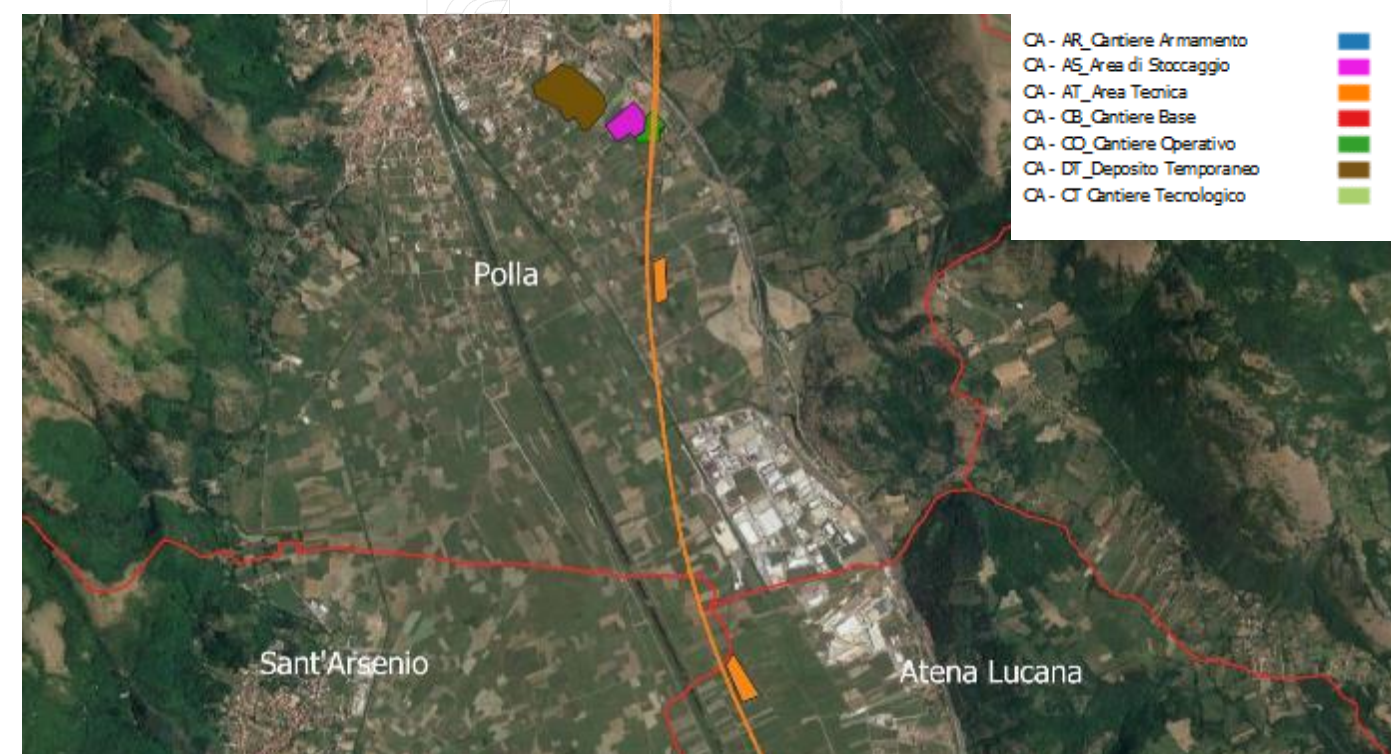 CA - AR_Cantiere Armamento
CA - AS_Area di Stoccaggio
CA - AT_Area Tecnica
CA - CB_Cantiere Base
CA - CO_Cantiere Operativo
CA - DT_Deposito Temporaneo
CA - CT Cantiere Tecnologico
Polla
Sant'Arsenio
Atena Lucana